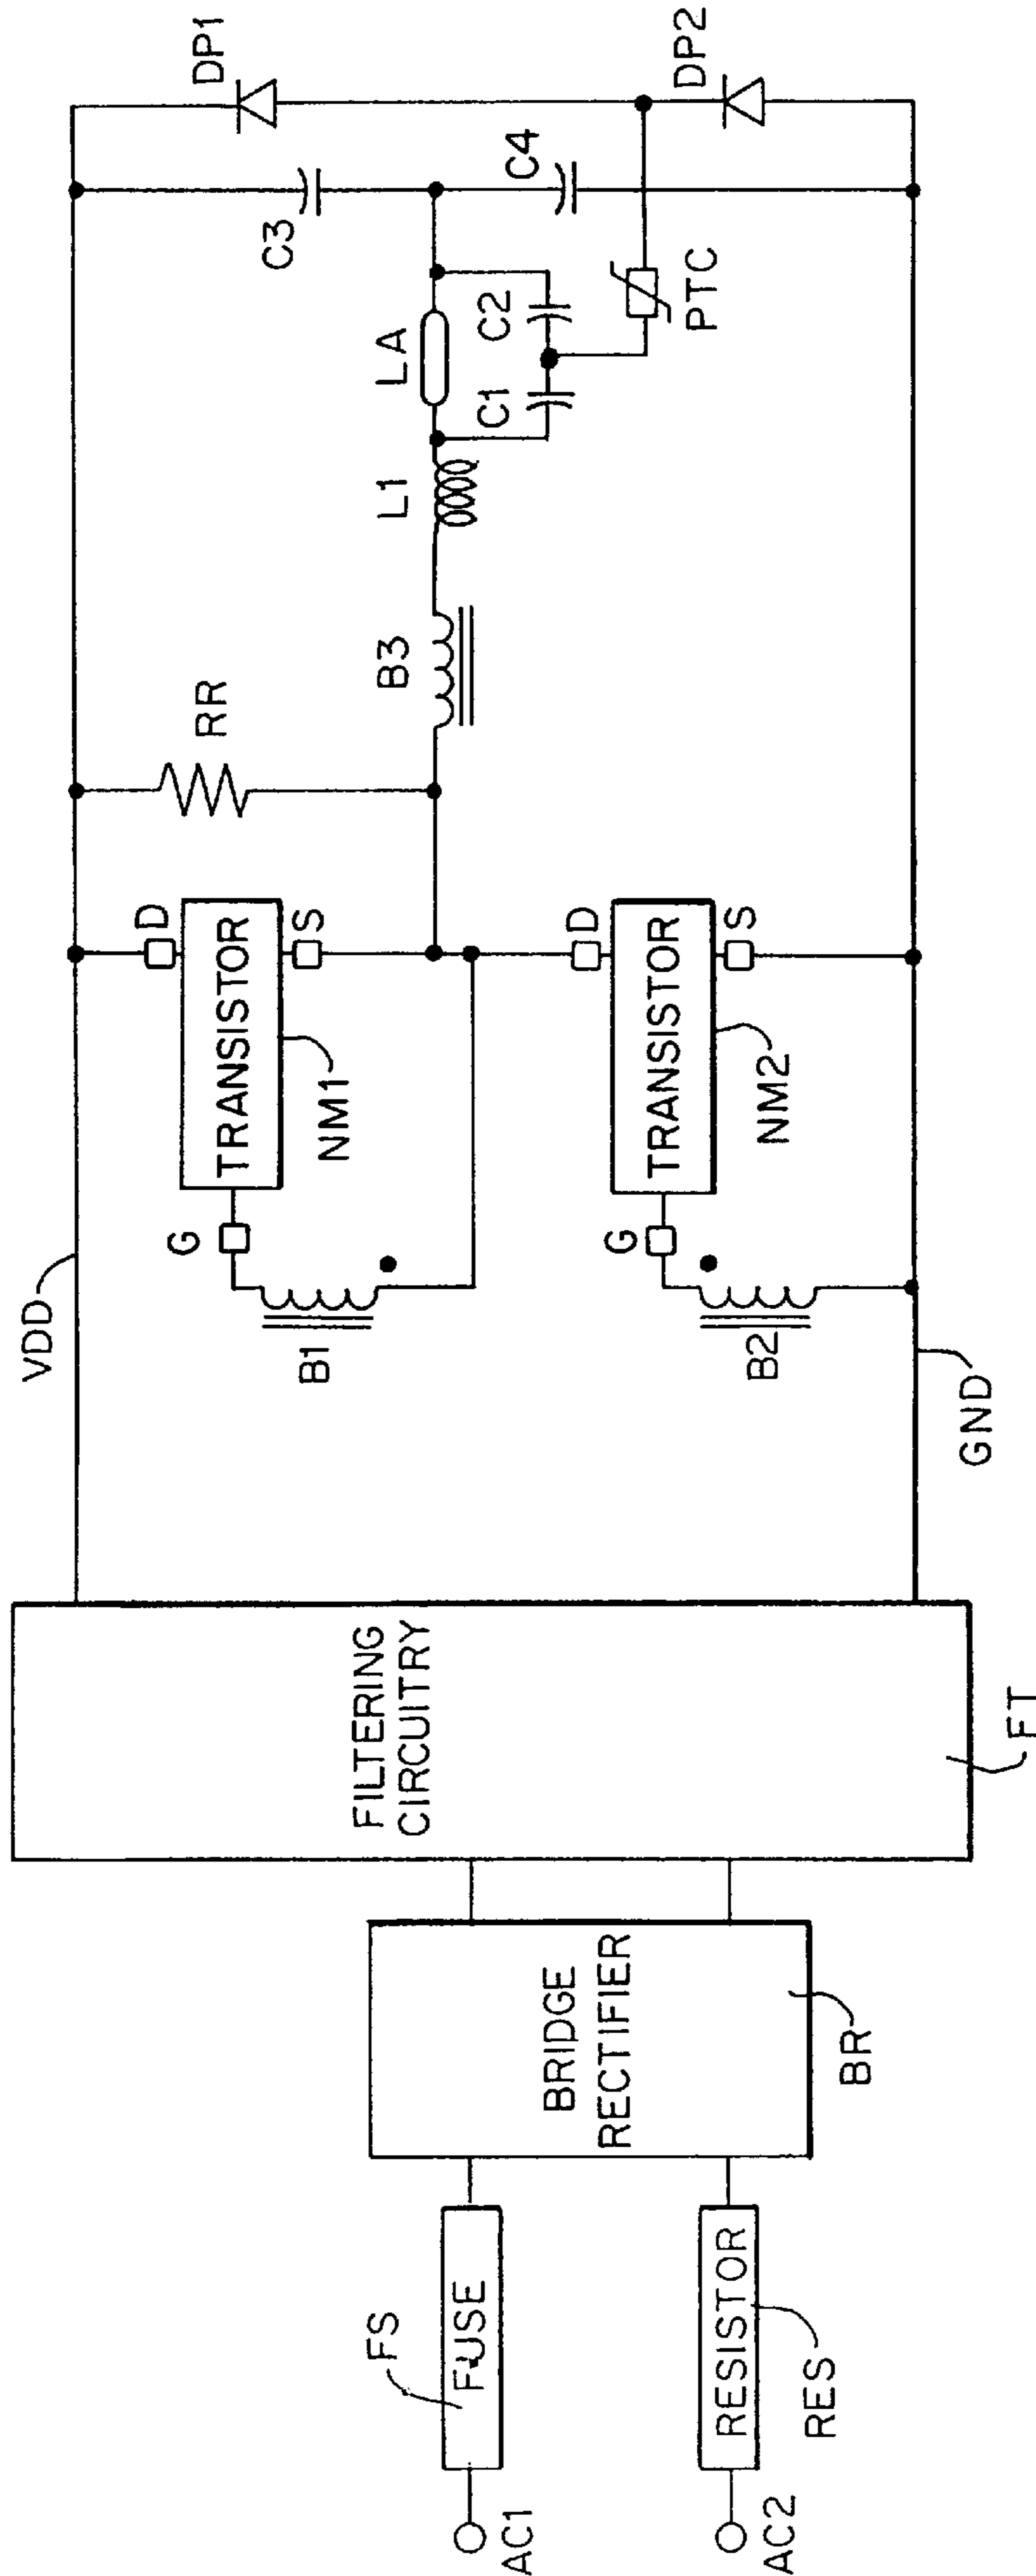 AC1
AC2
FS
FUSE
RESISTOR
RES
BRIDGE
RECTIFIER
BR
FILTERING
CIRCUITRY
FT
VDD
GND
B1
G
TRANSISTOR
D
S
NM1
B2
G
TRANSISTOR
D
S
NM2
RR
B3
L1
LA
C1
C2
PTC
C3
C4
DP1
DP2